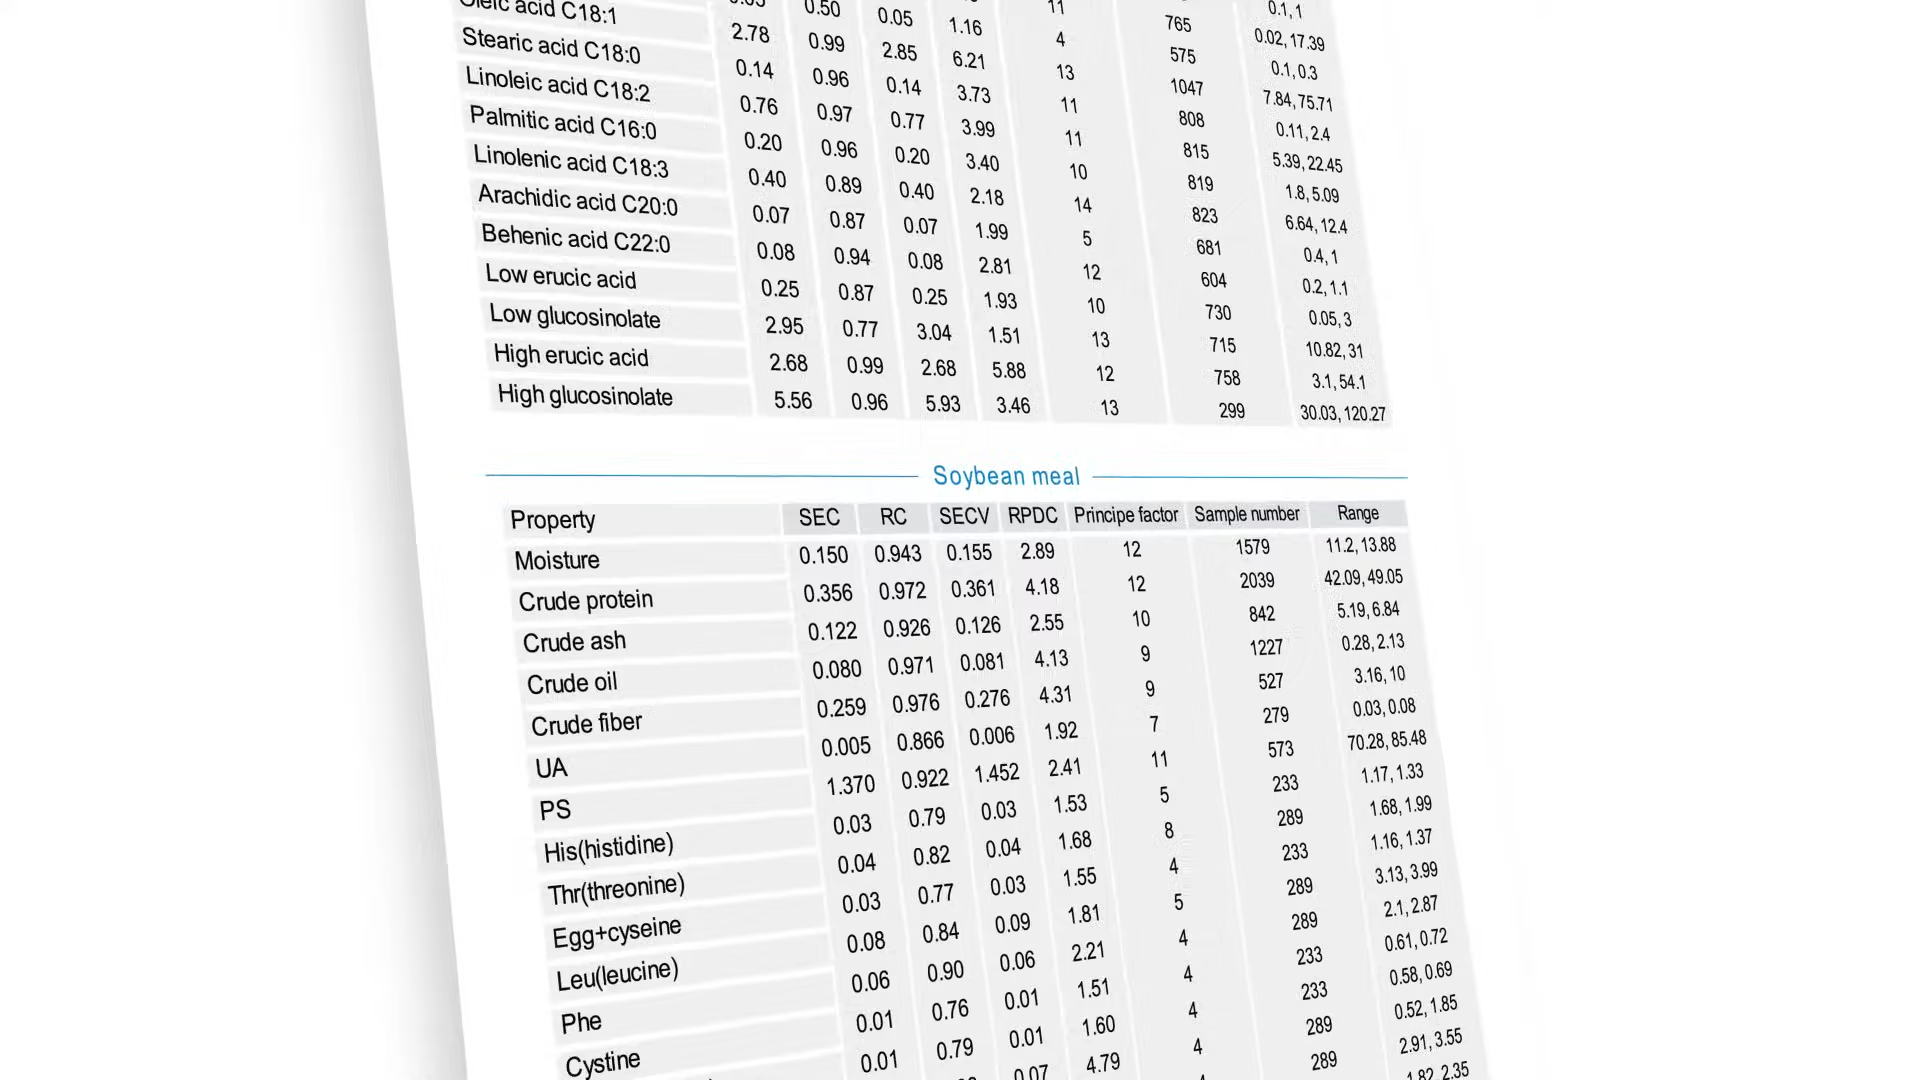 0.1, 1
11 765 0.02, 17.39
0.50 0.05 1.16 4 575 0.1, 0.3
Oleic acid C18:1 2.78 0.99 2.85 6.21 13 1047 7.84, 75.71
Stearic acid C18:0 0.14 0.96 0.14 3.73 11 808 0.11, 2.4
Linoleic acid C18:2 0.76 0.97 0.77 3.99 11 815 5.39, 22.45
Palmitic acid C16:0 0.20 0.96 0.20 3.40 10 819 1.8, 5.09
Linolenic acid C18:3 0.40 0.89 0.40 2.18 14 823 6.64, 12.4
Arachidic acid C20:0 0.07 0.87 0.07 1.99 5 681 0.4, 1
Behenic acid C22:0 0.08 0.94 0.08 2.81 12 604 0.2, 1.1
Low erucic acid 0.25 0.87 0.25 1.93 10 730 0.05, 3
Low glucosinolate 2.95 0.77 3.04 1.51 13 715 10.82, 31
High erucic acid 2.68 0.99 2.68 5.88 12 758 3.1, 54.1
High glucosinolate 5.56 0.96 5.93 3.46 13 299 30.03, 120.27
Soybean meal
Property SEC RC SECV RPDC Principe factor Sample number Range
Moisture 0.150 0.943 0.155 2.89 12 1579 11.2, 13.88
Crude protein 0.356 0.972 0.361 4.18 12 2039 42.09, 49.05
Crude ash 0.122 0.926 0.126 2.55 10 842 5.19, 6.84
Crude oil 0.080 0.971 0.081 4.13 9 1227 0.28, 2.13
Crude fiber 0.259 0.976 0.276 4.31 9 527 3.16, 10
UA 0.005 0.866 0.006 1.92 7 279 0.03, 0.08
PS 1.370 0.922 1.452 2.41 11 573 70.28, 85.48
His(histidine) 0.03 0.79 0.03 1.53 5 233 1.17, 1.33
Thr(threonine) 0.04 0.82 0.04 1.68 8 289 1.68, 1.99
Egg+cyseine 0.03 0.77 0.03 1.55 4 233 1.16, 1.37
Leu(leucine) 0.08 0.84 0.09 1.81 5 289 3.13, 3.99
Phe 0.06 0.90 0.06 2.21 4 289 2.1, 2.87
Cystine 0.01 0.76 0.01 1.51 4 233 0.61, 0.72
0.01 0.79 0.01 1.60 4 233 0.58, 0.69
0.07 4.79 4 289 0.52, 1.85
289 2.91, 3.55
1.82, 2.35